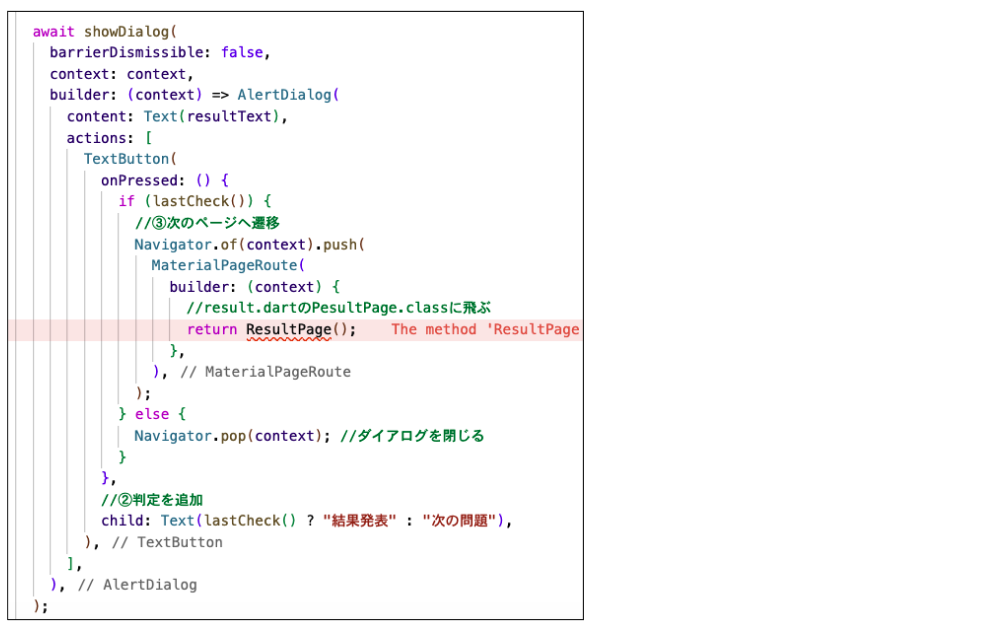 await showDialog(
barrierDismissible: false,
context: context,
builder: (context) => AlertDialog(
content: Text(resultText),
actions: [
TextButton(
onPressed: () {
if (lastCheck()) {
//③次のページへ遷移
Navigator.of(context).push(
MaterialPageRoute(
builder: (context) {
//result.dartのPesultPage.classに飛ぶ
return ResultPage(); The method 'ResultPage
},
), // MaterialPageRoute
);
} else {
Navigator.pop(context); //ダイアログを閉じる
}
},
//②判定を追加
child: Text(lastCheck() ? "結果発表" : "次の問題"),
), // TextButton
],
), // AlertDialog
);